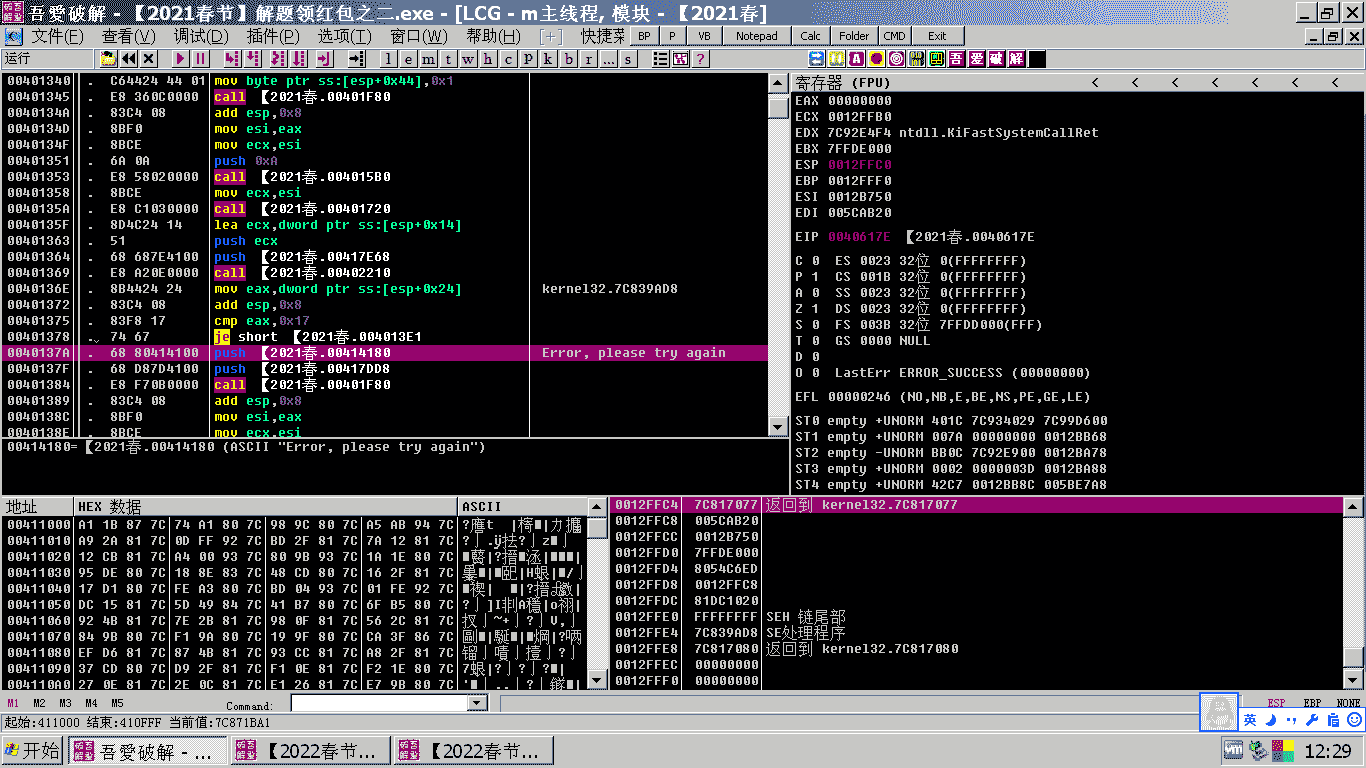 吾愛破解 - 【2021春节】解题领红包之二.exe - [LCG - m主线程, 模块 - 【2021春]
文件(F) 查看(V) 调试(D) 插件(P) 选项(T) 窗口(W) 帮助(H) [+] 快捷菜 BP P VB Notepad Calc Folder CMD Exit
运行 l e m t w h c p k b r ... s ?
00401340 . C64424 44 01 mov byte ptr ss:[esp+0x44],0x1
00401345 . E8 360C0000 call 【2021春.00401F80
0040134A . 83C4 08 add esp,0x8
0040134D . 8BF0 mov esi,eax
0040134F . 8BCE mov ecx,esi
00401351 . 6A 0A push 0xA
00401353 . E8 58020000 call 【2021春.004015B0
00401358 . 8BCE mov ecx,esi
0040135A . E8 C1030000 call 【2021春.00401720
0040135F . 8D4C24 14 lea ecx,dword ptr ss:[esp+0x14]
00401363 . 51 push ecx
00401364 . 68 687E4100 push 【2021春.00417E68
00401369 . E8 A20E0000 call 【2021春.00402210
0040136E . 8B4424 24 mov eax,dword ptr ss:[esp+0x24] kernel32.7C839AD8
00401372 . 83C4 08 add esp,0x8
00401375 . 83F8 17 cmp eax,0x17
00401378 . 74 67 je short 【2021春.004013E1
0040137A . 68 80414100 push 【2021春.00414180 Error, please try again
0040137F . 68 D87D4100 push 【2021春.00417DD8
00401384 . E8 F70B0000 call 【2021春.00401F80
00401389 . 83C4 08 add esp,0x8
0040138C . 8BF0 mov esi,eax
0040138E . 8BCE mov ecx,esi
00414180=【2021春.00414180 (ASCII "Error, please try again")
寄存器 (FPU) < < < < < < <
EAX 00000000
ECX 0012FFB0
EDX 7C92E4F4 ntdll.KiFastSystemCallRet
EBX 7FFDE000
ESP 0012FFC0
EBP 0012FFF0
ESI 0012B750
EDI 005CAB20
EIP 0040617E 【2021春.0040617E
C 0 ES 0023 32位 0(FFFFFFFF)
P 1 CS 001B 32位 0(FFFFFFFF)
A 0 SS 0023 32位 0(FFFFFFFF)
Z 1 DS 0023 32位 0(FFFFFFFF)
S 0 FS 003B 32位 7FFDD000(FFF)
T 0 GS 0000 NULL
D 0
O 0 LastErr ERROR_SUCCESS (00000000)
EFL 00000246 (NO,NB,E,BE,NS,PE,GE,LE)
ST0 empty +UNORM 401C 7C934029 7C99D600
ST1 empty +UNORM 007A 00000000 0012BB68
ST2 empty -UNORM BB0C 7C92E900 0012BA78
ST3 empty +UNORM 0002 0000003D 0012BA88
ST4 empty +UNORM 42C7 0012BB8C 005BE7A8
地址 HEX 数据 ASCII
00411000 A1 1B 87 7C 74 A1 80 7C 98 9C 80 7C A5 AB 94 7C
00411010 A9 2A 81 7C 0D FF 92 7C BD 2F 81 7C 7A 12 81 7C
00411020 12 CB 81 7C A4 00 93 7C 80 9B 93 7C 1A 1E 80 7C
00411030 95 DE 80 7C 18 8E 83 7C 48 CD 80 7C 16 2F 81 7C
00411040 17 D1 80 7C FE A3 80 7C BD 04 93 7C 01 FE 92 7C
00411050 DC 15 81 7C 5D 49 84 7C 41 B7 80 7C 6F B5 80 7C
00411060 92 4B 81 7C 7E 2B 81 7C 98 0F 81 7C 56 2C 81 7C
00411070 84 9B 80 7C F1 9A 80 7C 19 9F 80 7C CA 3F 86 7C
00411080 EF D6 81 7C 87 4B 81 7C 93 CC 81 7C A8 2F 81 7C
00411090 37 CD 80 7C D9 2F 81 7C F1 0E 81 7C F2 1E 80 7C
004110A0 27 0E 81 7C 2E 0C 81 7C E1 26 81 7C E7 9B 80 7C
0012FFC4 7C817077 返回到 kernel32.7C817077
0012FFC8 005CAB20
0012FFCC 0012B750
0012FFD0 7FFDE000
0012FFD4 8054C6ED
0012FFD8 0012FFC8
0012FFDC 81DC1020
0012FFE0 FFFFFFFF SEH 链尾部
0012FFE4 7C839AD8 SE处理程序
0012FFE8 7C817080 返回到 kernel32.7C817080
0012FFEC 00000000
0012FFF0 00000000
M1 M2 M3 M4 M5 Command: ESP EBP NONE
起始:411000 结束:410FFF 当前值:7C871BA1
英
开始 吾愛破解 - ... 【2022春节... 【2022春节... 12:29